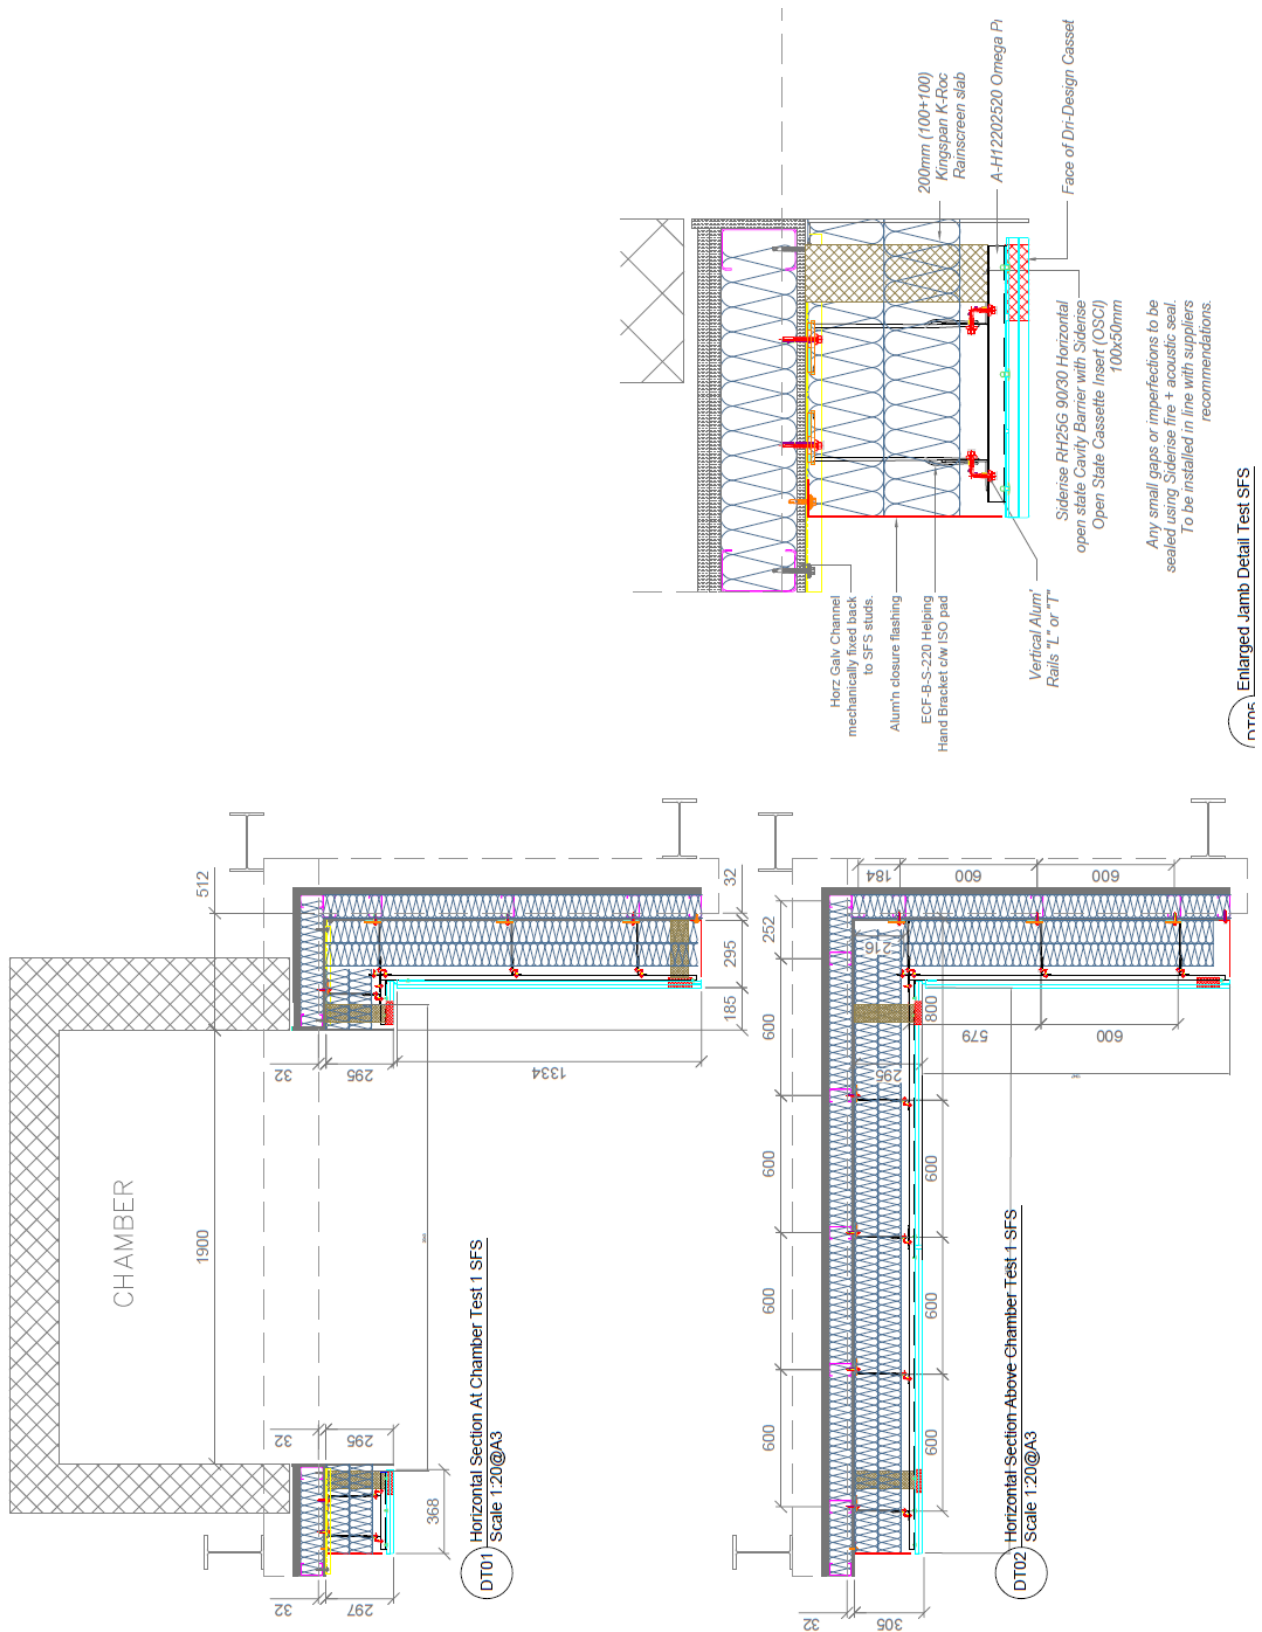 200mm (100+100)
Kingspan K-Roc
Rainscreen slab
A-H12202520 Omega Pi
Face of Dri-Design Casset
Siderise RH25G 90/30 Horizontal
open state Cavity Barrier with Siderise
Open State Cassette Insert (OSCI)
100x50mm
Any small gaps or imperfections to be
sealed using Siderise fire + acoustic seal.
To be installed in line with suppliers
recommendations.
Horz Galv Channel
mechanically fixed back
to SFS studs.
Alum'n closure flashing
ECF-B-S-220 Helping
Hand Bracket c/w ISO pad
Vertical Alum'
Rails "L" or "T"
DT05
Enlarged Jamb Detail Test SFS
CHAMBER
1900
512
32
295
185
32
295
1334
32
295
368
32
297
DT01
Horizontal Section At Chamber Test 1 SFS
Scale 1:20@A3
252
600
600
600
600
184
600
600
216
295
800
579
600
600
600
600
32
305
DT02
Horizontal Section Above Chamber Test 1 SFS
Scale 1:20@A3